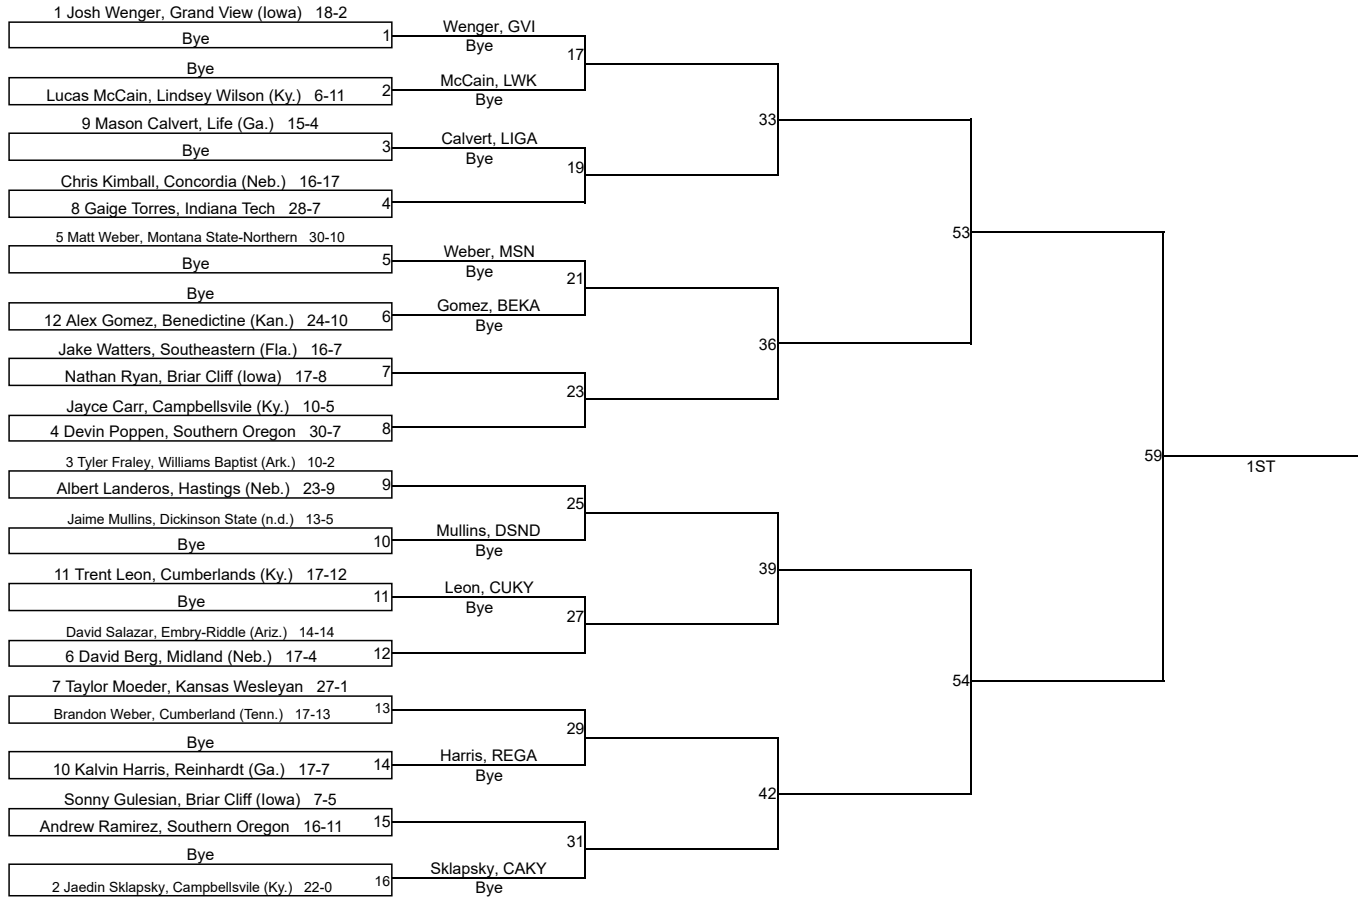 1 Josh Wenger, Grand View (Iowa) 18-2
Bye
1
Bye
Lucas McCain, Lindsey Wilson (Ky.) 6-11
2
9 Mason Calvert, Life (Ga.) 15-4
Bye
3
Chris Kimball, Concordia (Neb.) 16-17
8 Gaige Torres, Indiana Tech 28-7
4
5 Matt Weber, Montana State-Northern 30-10
Bye
5
Bye
12 Alex Gomez, Benedictine (Kan.) 24-10
6
Jake Watters, Southeastern (Fla.) 16-7
Nathan Ryan, Briar Cliff (Iowa) 17-8
7
Jayce Carr, Campbellsvile (Ky.) 10-5
4 Devin Poppen, Southern Oregon 30-7
8
3 Tyler Fraley, Williams Baptist (Ark.) 10-2
Albert Landeros, Hastings (Neb.) 23-9
9
Jaime Mullins, Dickinson State (n.d.) 13-5
Bye
10
11 Trent Leon, Cumberlands (Ky.) 17-12
Bye
11
David Salazar, Embry-Riddle (Ariz.) 14-14
6 David Berg, Midland (Neb.) 17-4
12
7 Taylor Moeder, Kansas Wesleyan 27-1
Brandon Weber, Cumberland (Tenn.) 17-13
13
Bye
10 Kalvin Harris, Reinhardt (Ga.) 17-7
14
Sonny Gulesian, Briar Cliff (Iowa) 7-5
Andrew Ramirez, Southern Oregon 16-11
15
Bye
2 Jaedin Sklapsky, Campbellsvile (Ky.) 22-0
16
Wenger, GVI
Bye
17
McCain, LWK
Bye
Calvert, LIGA
Bye
19
Weber, MSN
Bye
21
Gomez, BEKA
Bye
23
25
Mullins, DSND
Bye
Leon, CUKY
Bye
27
29
Harris, REGA
Bye
31
Sklapsky, CAKY
Bye
33
36
39
42
53
54
59
1ST